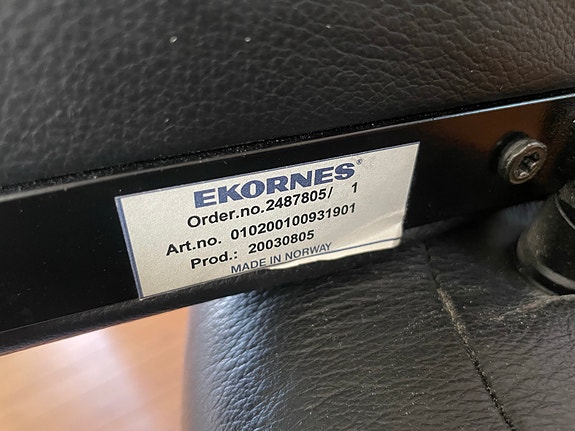 EKORNES®
Order.no.2487805/ 1
Art.no. 010200100931901
Prod.: 20030805
MADE IN NORWAY